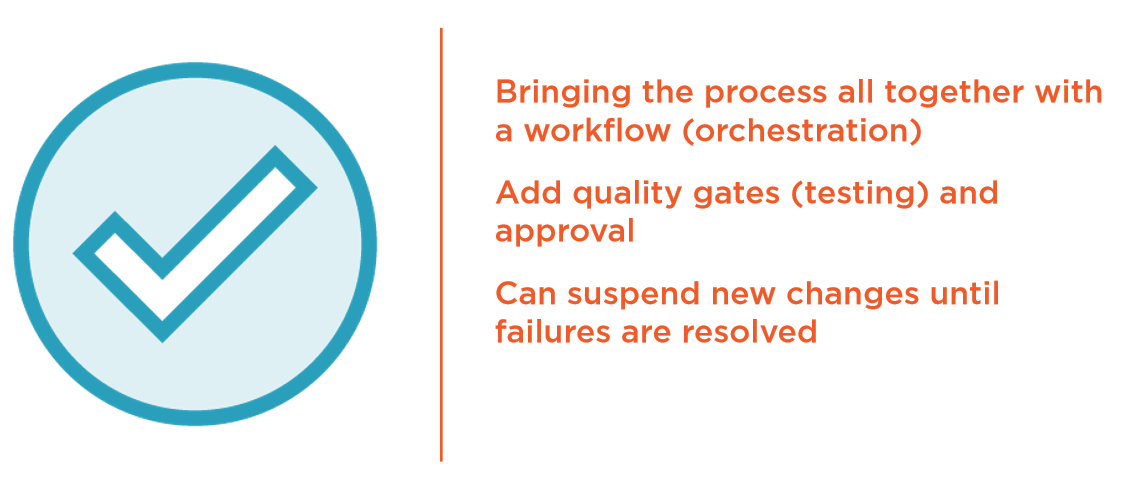 Bringing the process all together with
a workflow (orchestration)
Add quality gates (testing) and
approval
Can suspend new changes until
failures are resolved